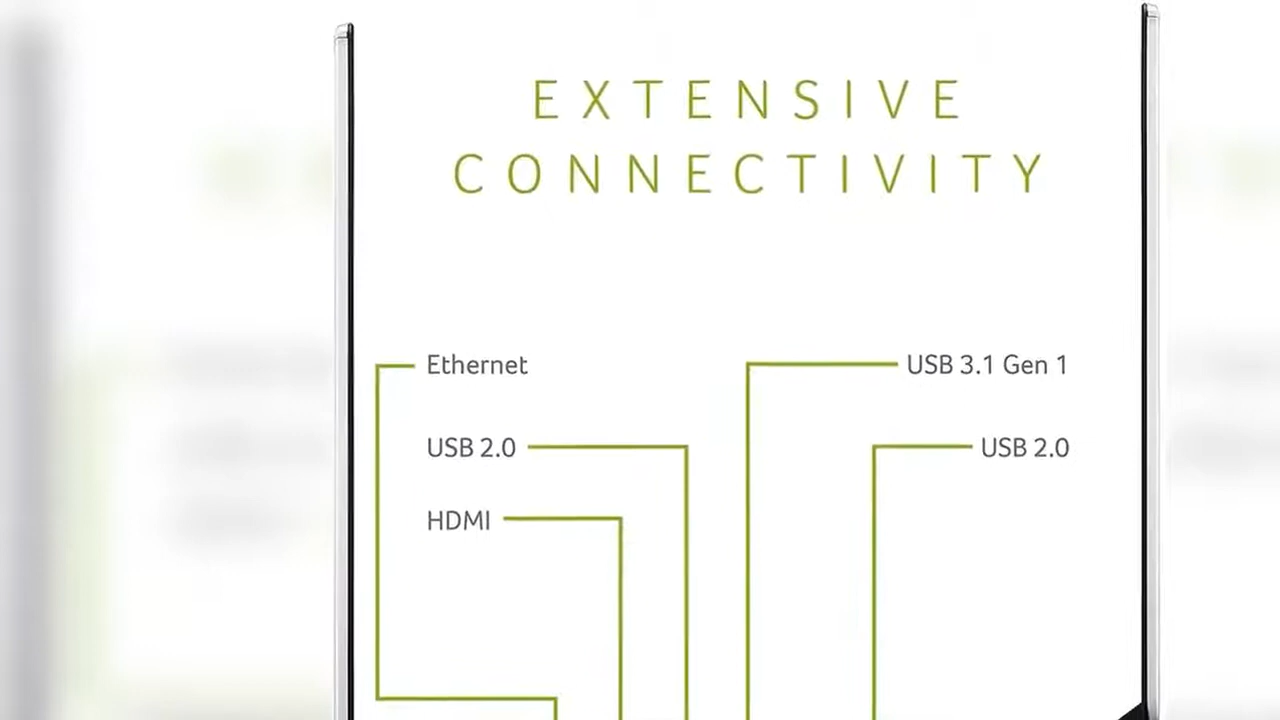 EXTENSIVE
CONNECTIVITY
Ethernet
USB 3.1 Gen 1
USB 2.0
USB 2.0
HDMI